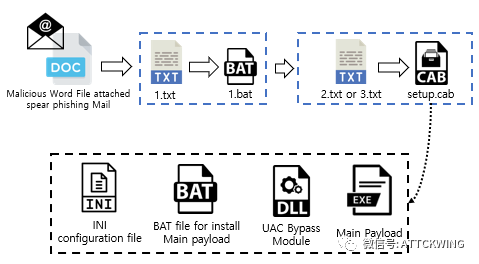 @
DOC
Malicious Word File attached
spear phishing Mail
TXT
1.txt
BAT
1.bat
TXT
2.txt or 3.txt
CAB
setup.cab
INI
INI
configuration file
BAT
BAT file for install
Main payload
DLL
UAC Bypass
Module
EXE
Main Payload
微信号: ATTCKWING